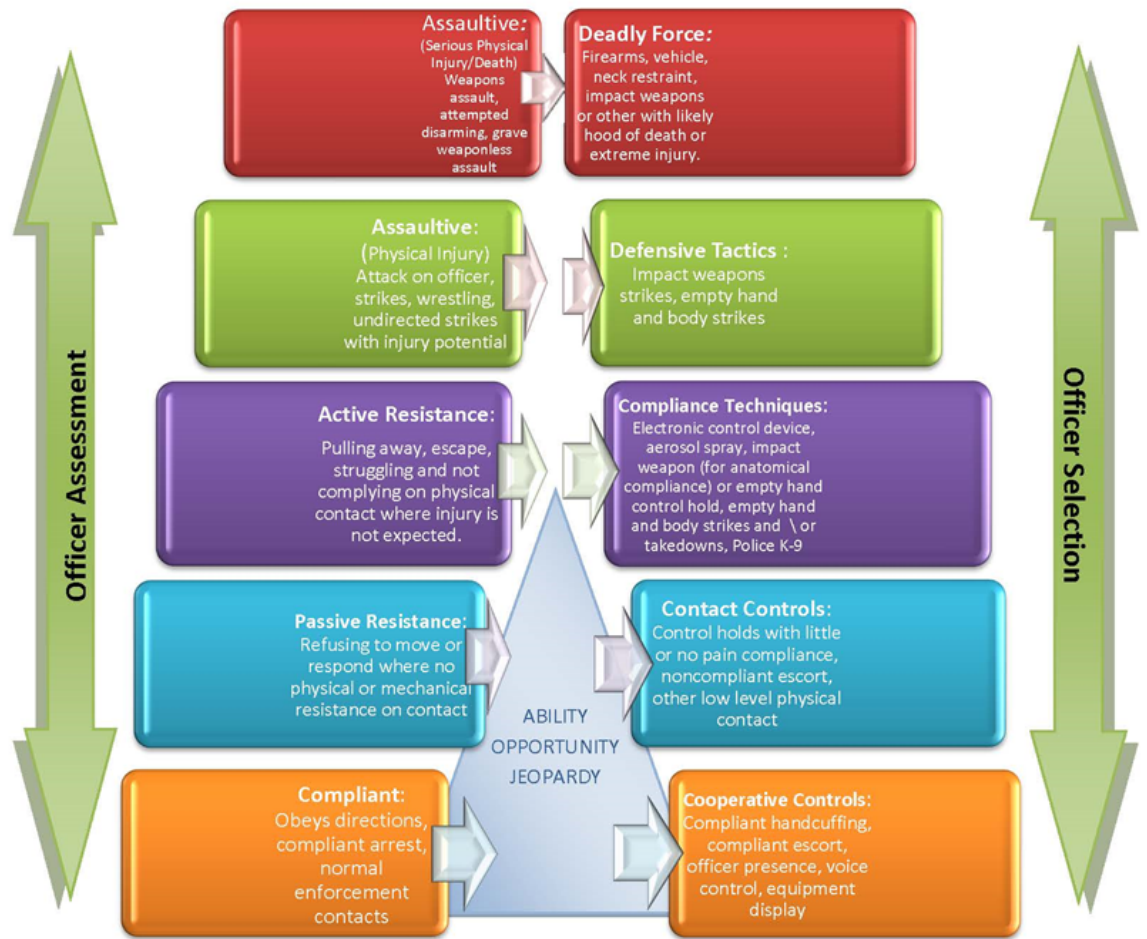 Assaultive:
(Serious Physical
Injury/Death)
Weapons
assault,
attempted
disarming, grave
weaponless
assault
Deadly Force:
Firearms, vehicle,
neck restraint,
impact weapons
or other with likely
hood of death or
extreme injury.
Assaultive:
(Physical Injury)
Attack on officer,
strikes, wrestling,
undirected strikes
with injury potential
Defensive Tactics :
Impact weapons
strikes, empty hand
and body strikes
Officer Assessment
Officer Selection
Active Resistance:
Pulling away, escape,
struggling and not
complying on physical
contact where injury is
not expected.
Compliance Techniques:
Electronic control device,
aerosol spray, impact
weapon (for anatomical
compliance) or empty hand
control hold, empty hand
and body strikes and \ or
takedowns, Police K-9
Passive Resistance:
Refusing to move or
respond where no
physical or mechanical
resistance on contact
Contact Controls:
Control holds with little
or no pain compliance,
noncompliant escort,
other low level physical
contact
ABILITY
OPPORTUNITY
JEOPARDY
Compliant:
Obeys directions,
compliant arrest,
normal
enforcement
contacts
Cooperative Controls:
Compliant handcuffing,
compliant escort,
officer presence, voice
control, equipment
display